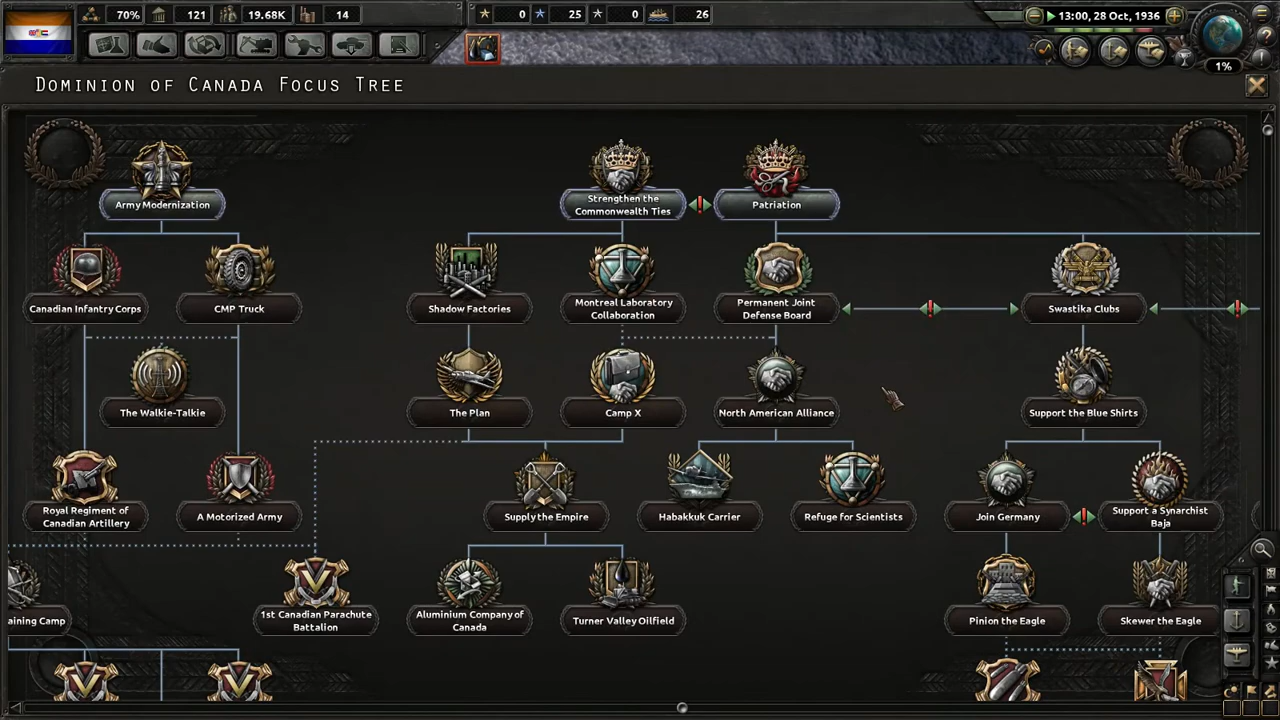 70%
121
19.68K
14
0
25
0
26
13:00, 28 Oct, 1936
1%
Dominion of Canada Focus Tree
Army Modernization
Strengthen the
Commonwealth Ties
Patriation
Canadian Infantry Corps
CMP Truck
Shadow Factories
Montreal Laboratory
Collaboration
Permanent Joint
Defense Board
Swastika Clubs
The Walkie-Talkie
The Plan
Camp X
North American Alliance
Support the Blue Shirts
Royal Regiment of
Canadian Artillery
A Motorized Army
Supply the Empire
Habakkuk Carrier
Refuge for Scientists
Join Germany
Support a Synarchist
Baja
aining Camp
1st Canadian Parachute
Battalion
Aluminium Company of
Canada
Turner Valley Oilfield
Pinion the Eagle
Skewer the Eagle